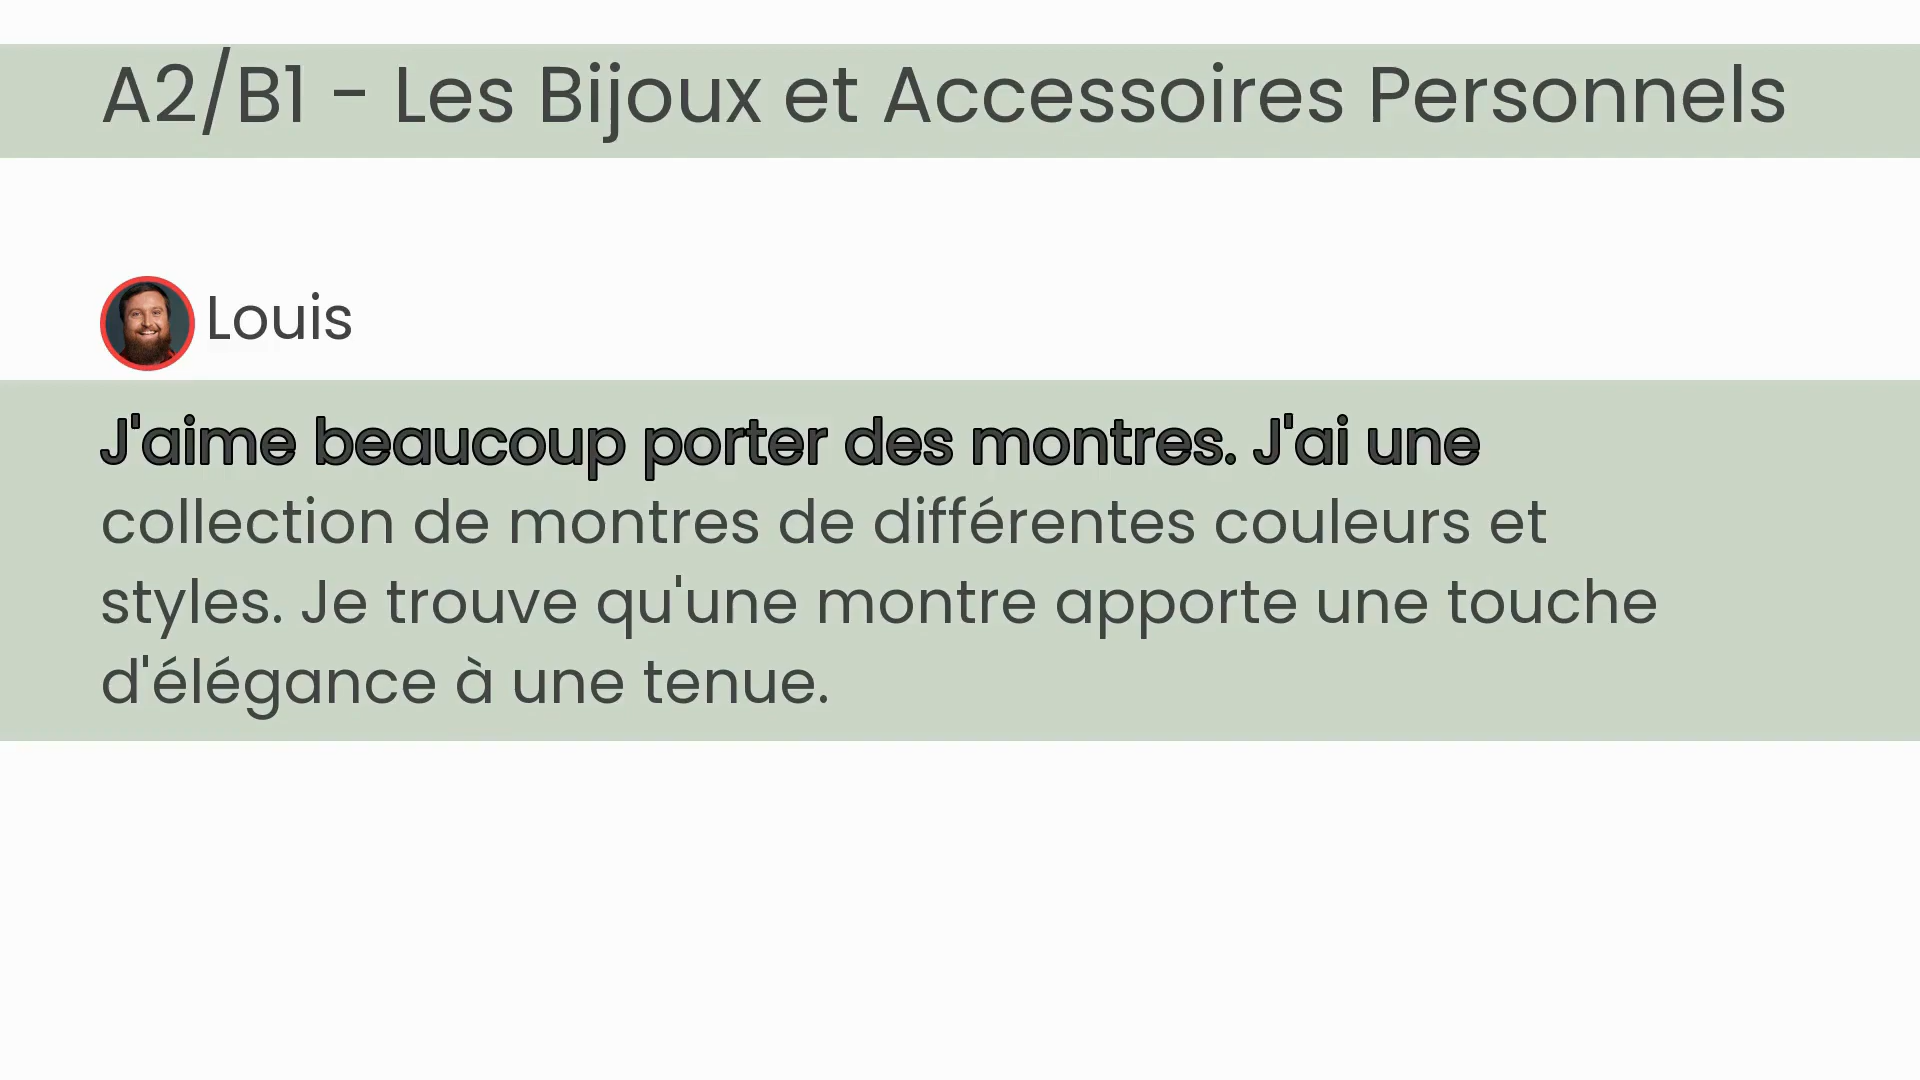 A2/B1 - Les Bijoux et Accessoires Personnels
Louis
J'aime beaucoup porter des montres. J'ai une
collection de montres de différentes couleurs et
styles. Je trouve qu'une montre apporte une touche
d'élégance à une tenue.